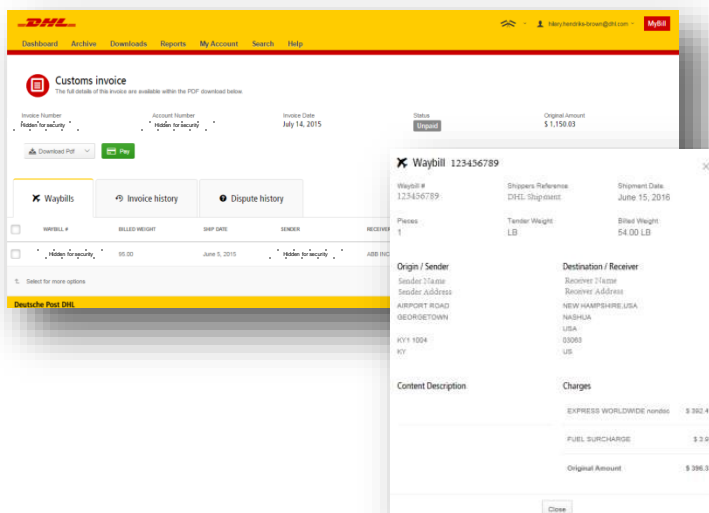 DHL
hilary.hendriks-brown@dhl.com
MyBill
Dashboard Archive Downloads Reports My Account Search Help
Customs invoice
The full details of this invoice are available within the PDF download below.
Invoice Number Account Number Invoice Date Status Original Amount
Hidden for security Hidden for security July 14, 2015 Unpaid $ 1,150.03
Download Pdf Pay
Waybills Invoice history Dispute history
WAYBILL # BILLED WEIGHT SHIP DATE SENDER RECEIVER
Hidden for security 95.00 June 5, 2015 Hidden for security ABB INC
Select for more options
Deutsche Post DHL
Waybill 123456789 ×
Waybill # Shippers Reference Shipment Date
123456789 DHL Shipment June 15, 2016
Pieces Tender Weight Billed Weight
1 LB 54.00 LB
Origin / Sender Destination / Receiver
Sender Name Receiver Name
Sender Address Receiver Address
AIRPORT ROAD NEW HAMPSHIRE,USA
GEORGETOWN NASHUA
USA
KY1 1004 03063
KY US
Content Description Charges
EXPRESS WORLDWIDE nondoc $ 392.4
FUEL SURCHARGE $ 3.9
Original Amount $ 396.3
Close